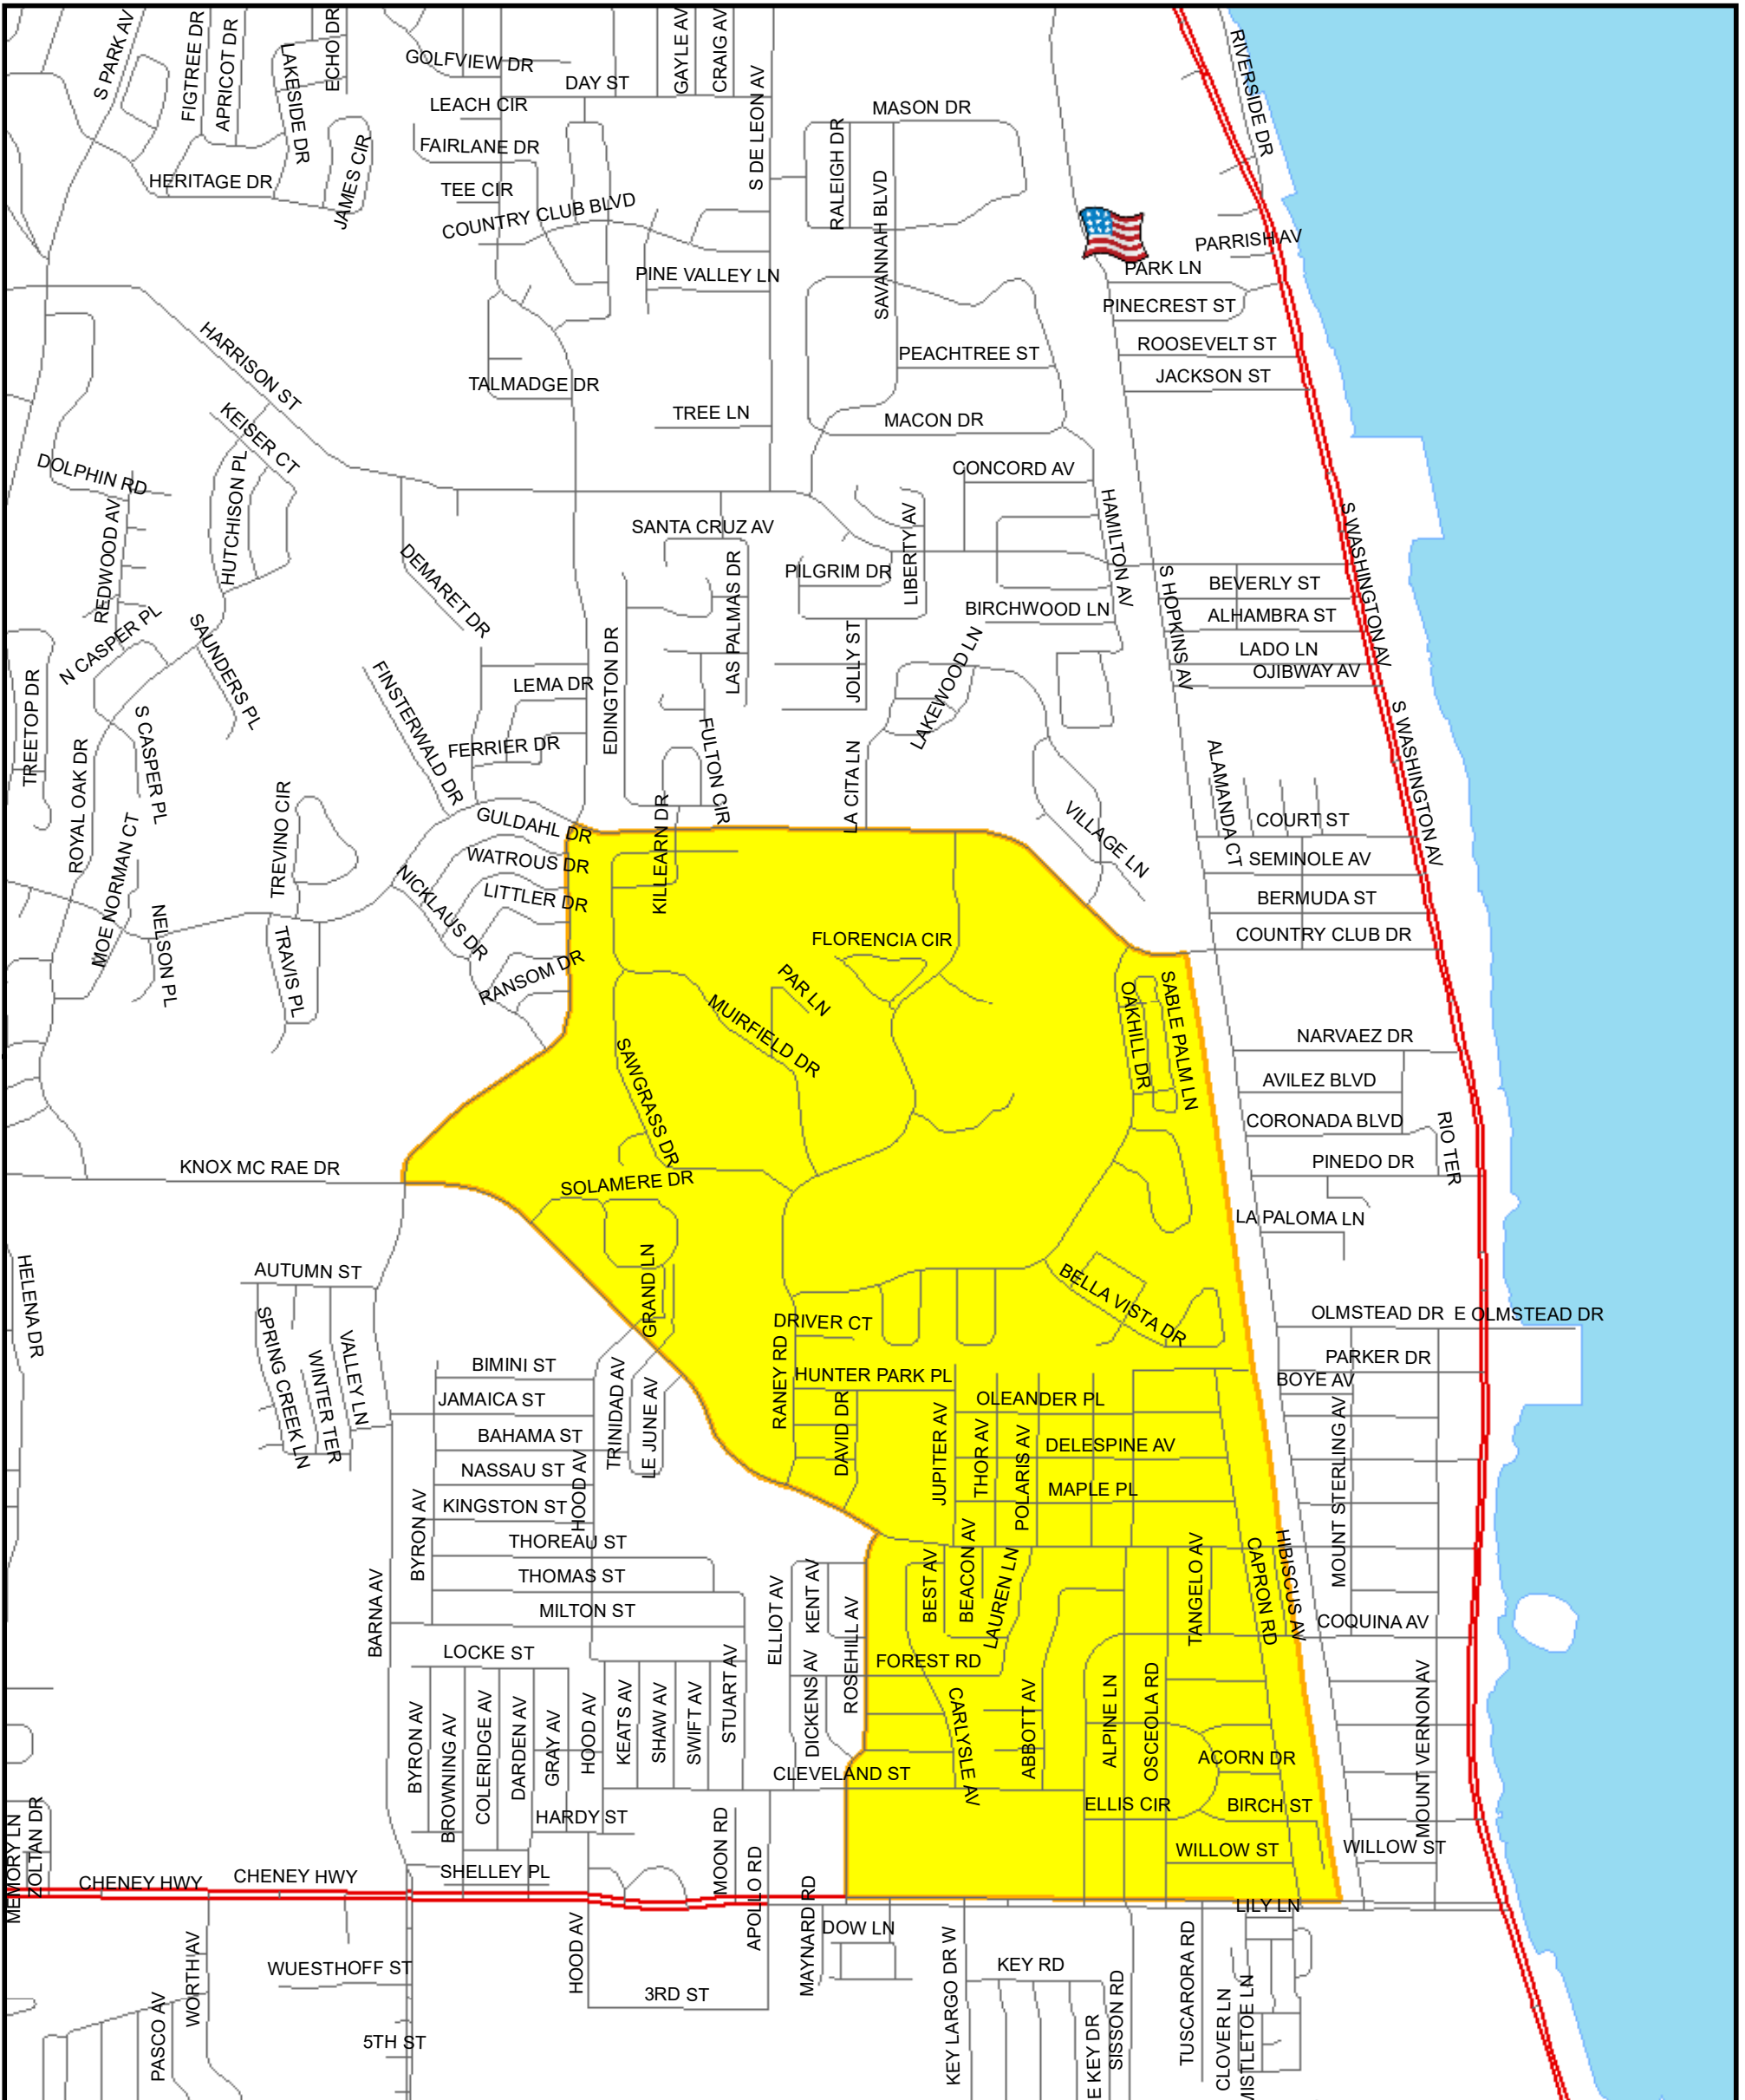 S PARK AV
FIGTREE DR
APRICOT DR
LAKESIDE DR
ECHO DR
JAMES CIR
HERITAGE DR
GOLFVIEW DR
DAY ST
GAYLE AV
CRAIG AV
LEACH CIR
FAIRLANE DR
TEE CIR
COUNTRY CLUB BLVD
S DE LEON AV
MASON DR
RALEIGH DR
SAVANNAH BLVD
RIVERSIDE DR
PARRISH AV
PARK LN
PINECREST ST
ROOSEVELT ST
JACKSON ST
PINE VALLEY LN
PEACHTREE ST
HARRISON ST
TALMADGE DR
TREE LN
MACON DR
KEISER CT
DOLPHIN RD
HUTCHISON PL
REDWOOD AV
CONCORD AV
HAMILTON AV
SANTA CRUZ AV
LIBERTY AV
S WASHINGTON AV
DEMARET DR
LAS PALMAS DR
PILGRIM DR
BIRCHWOOD LN
S HOPKINS AV
BEVERLY ST
ALHAMBRA ST
LADO LN
OJIBWAY AV
N CASPER PL
SAUNDERS PL
TREETOP DR
EDINGTON DR
JOLLY ST
LAKEWOOD LN
LEMA DR
FINSTERWALD DR
FERRIER DR
FULTON CIR
S CASPER PL
ROYAL OAK DR
S WASHINGTON AV
ALAMANDA CT
LA CITA LN
KILLEARN DR
TREVINO CIR
GULDAHL DR
VILLAGE LN
COURT ST
SEMINOLE AV
BERMUDA ST
COUNTRY CLUB DR
WATROUS DR
LITTLER DR
NICKLAUS DR
RANSOM DR
MOE NORMAN CT
NELSON PL
TRAVIS PL
FLORENCIA CIR
PAR LN
MUIRFIELD DR
SAWGRASS DR
OAKHILL DR
SABLE PALM LN
NARVAEZ DR
AVILEZ BLVD
CORONADA BLVD
RIO TER
PINEDO DR
LA PALOMA LN
KNOX MC RAE DR
SOLAMERE DR
GRAND LN
HELENA DR
AUTUMN ST
SPRING CREEK LN
WINTER TER
VALLEY LN
BELLA VISTA DR
DRIVER CT
OLMSTEAD DR
E OLMSTEAD DR
PARKER DR
BOYE AV
BIMINI ST
JAMAICA ST
BAHAMA ST
NASSAU ST
KINGSTON ST
THOREAU ST
THOMAS ST
MILTON ST
TRINIDAD AV
LE JUNE AV
HOOD AV
RANEY RD
HUNTER PARK PL
DAVID DR
OLEANDER PL
JUPITER AV
THOR AV
POLARIS AV
DELESPINE AV
MAPLE PL
MOUNT STERLING AV
BYRON AV
BARNA AV
LOCKE ST
ELLIOT AV
KENT AV
ROSEHILL AV
DICKENS AV
BEST AV
BEACON AV
LAUREN LN
TANGELO AV
CAPRON RD
HIBISCUS AV
COQUINA AV
FOREST RD
CARLYSLE AV
ABBOTT AV
ALPINE LN
OSCEOLA RD
ACORN DR
BYRON AV
BROWNING AV
COLERIDGE AV
DARDEN AV
GRAY AV
HOOD AV
KEATS AV
SHAW AV
SWIFT AV
STUART AV
CLEVELAND ST
ELLIS CIR
BIRCH ST
MOUNT VERNON AV
HARDY ST
WILLOW ST
WILLOW ST
MEMORY LN
ZOLTAN DR
CHENEY HWY
CHENEY HWY
SHELLEY PL
MOON RD
APOLLO RD
MAYNARD RD
LILY LN
DOW LN
WORTH AV
WUESTHOFF ST
HOOD AV
3RD ST
PASCO AV
5TH ST
KEY LARGO DR W
KEY RD
E KEY DR
SISSON RD
TUSCARORA RD
CLOVER LN
MISTLETOE LN